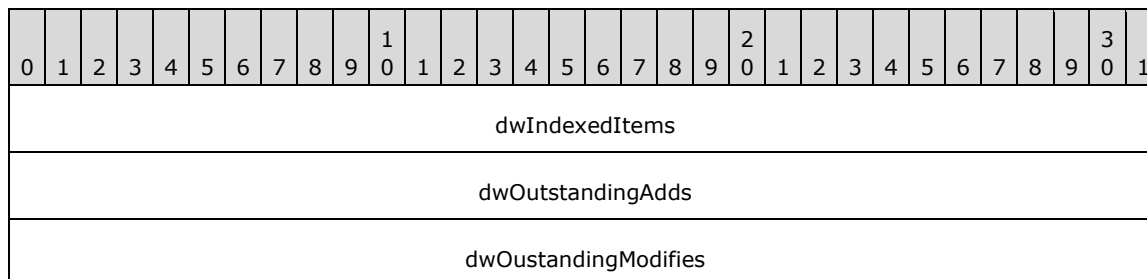 1 2 3
0 1 2 3 4 5 6 7 8 9 0 1 2 3 4 5 6 7 8 9 0 1 2 3 4 5 6 7 8 9 0 1
dwIndexedItems
dwOutstandingAdds
dwOustandingModifies